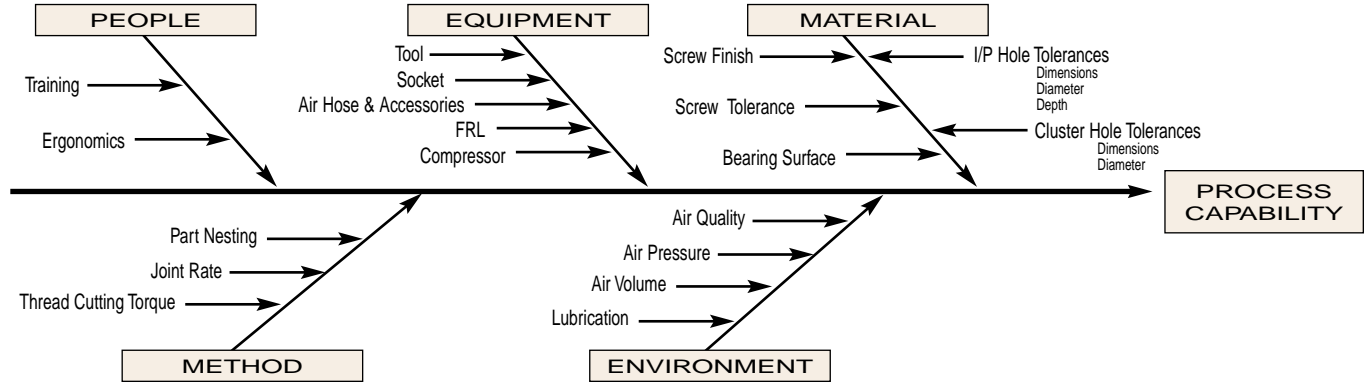 PEOPLE
Training
Ergonomics
EQUIPMENT
Tool
Socket
Air Hose & Accessories
FRL
Compressor
MATERIAL
Screw Finish
Screw Tolerance
Bearing Surface
I/P Hole Tolerances
Dimensions
Diameter
Depth
Cluster Hole Tolerances
Dimensions
Diameter
PROCESS
CAPABILITY
Part Nesting
Joint Rate
Thread Cutting Torque
METHOD
Air Quality
Air Pressure
Air Volume
Lubrication
ENVIRONMENT